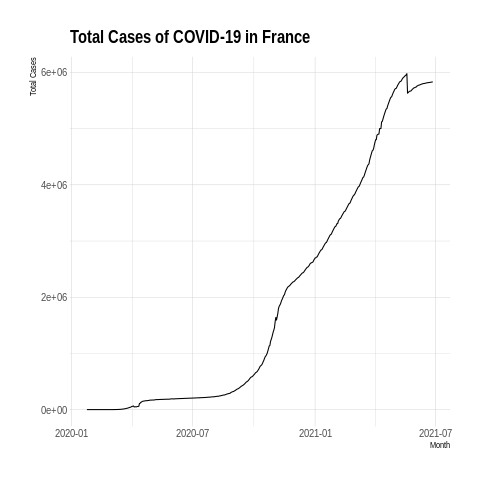 Total Cases of COVID-19 in France
Total Cases
6e+06
4e+06
2e+06
0e+00
2020-01 2020-07 2021-01 2021-07
Month